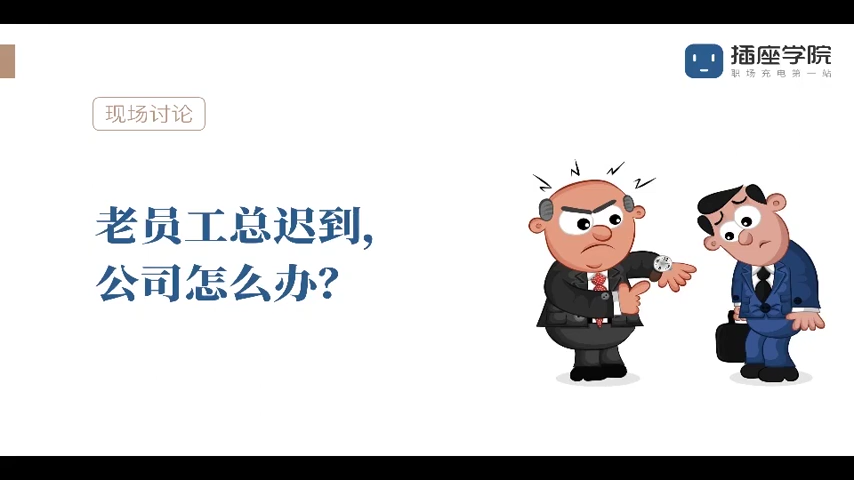 插座学院
职场充电第一站
现场讨论
老员工总迟到,
公司怎么办?